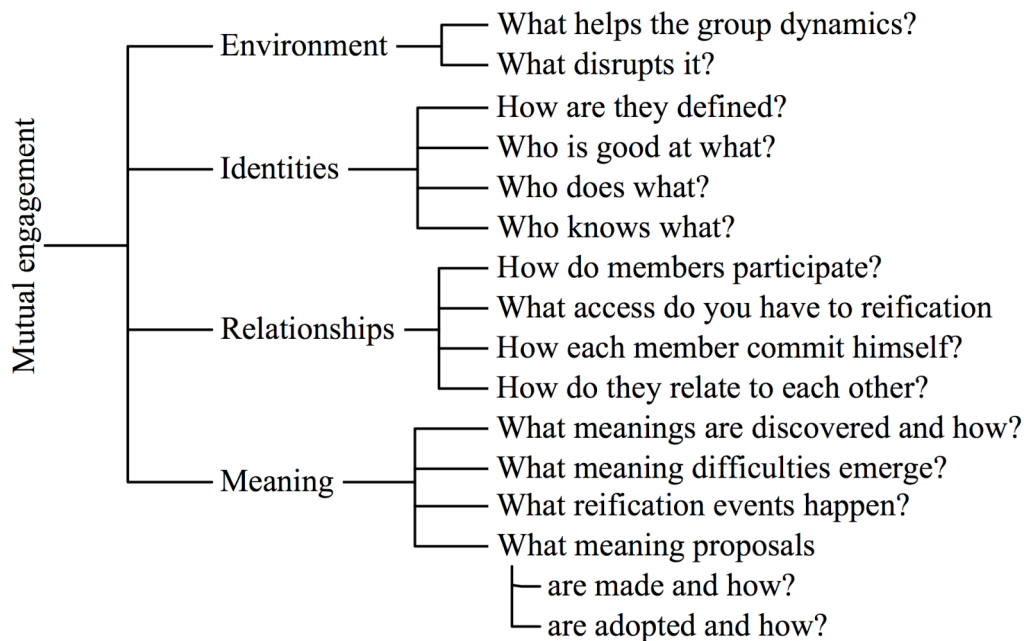 Mutual engagement
Environment
What helps the group dynamics?
What disrupts it?
Identities
How are they defined?
Who is good at what?
Who does what?
Who knows what?
Relationships
How do members participate?
What access do you have to reification
How each member commit himself?
How do they relate to each other?
Meaning
What meanings are discovered and how?
What meaning difficulties emerge?
What reification events happen?
What meaning proposals
are made and how?
are adopted and how?